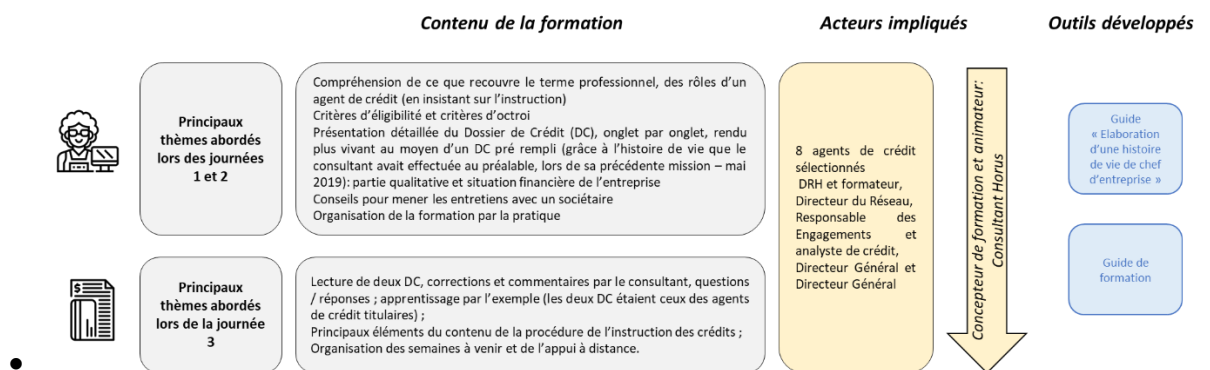 Contenu de la formation
Acteurs impliqués
Outils développés
Principaux
thèmes abordés
lors des journées
1 et 2
Compréhension de ce que recouvre le terme professionnel, des rôles d'un
agent de crédit (en insistant sur l'instruction)
Critères d'éligibilité et critères d'octroi
Présentation détaillée du Dossier de Crédit (DC), onglet par onglet, rendu
plus vivant au moyen d'un DC pré rempli (grâce à l'histoire de vie que le
consultant avait effectuée au préalable, lors de sa précédente mission – mai
2019): partie qualitative et situation financière de l'entreprise
Conseils pour mener les entretiens avec un sociétaire
Organisation de la formation par la pratique
8 agents de crédit
sélectionnés
DRH et formateur,
Directeur du Réseau,
Responsable des
Engagements et
analyste de crédit,
Directeur Général et
Directeur Général
Concepteur de formation et animateur:
Consultant Horus
Guide
« Elaboration
d'une histoire
de vie de chef
d'entreprise »
Guide de
formation
Principaux
thèmes abordés
lors de la journée
3
Lecture de deux DC, corrections et commentaires par le consultant, questions
/ réponses ; apprentissage par l'exemple (les deux DC étaient ceux des agents
de crédit titulaires) ;
Principaux éléments du contenu de la procédure de l'instruction des crédits ;
Organisation des semaines à venir et de l'appui à distance.